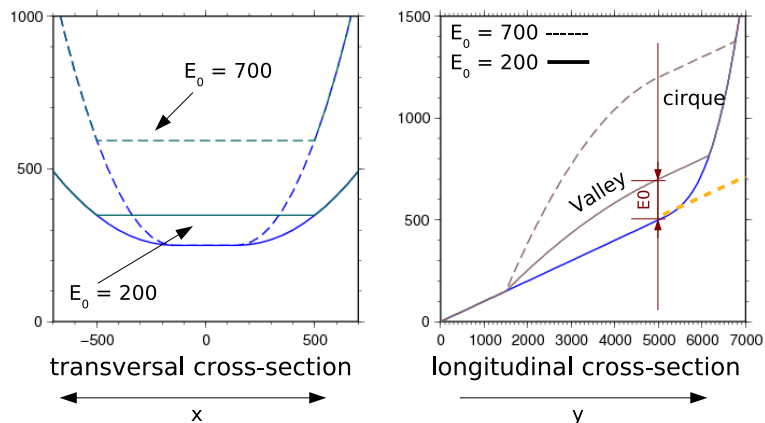 1000
500
0
E0 = 700
E0 = 200
−500
0
500
transversal cross-section
x
1500
1000
500
0
E0 = 700
E0 = 200
cirque
Valley
E0
0 1000 2000 3000 4000 5000 6000 7000
longitudinal cross-section
y